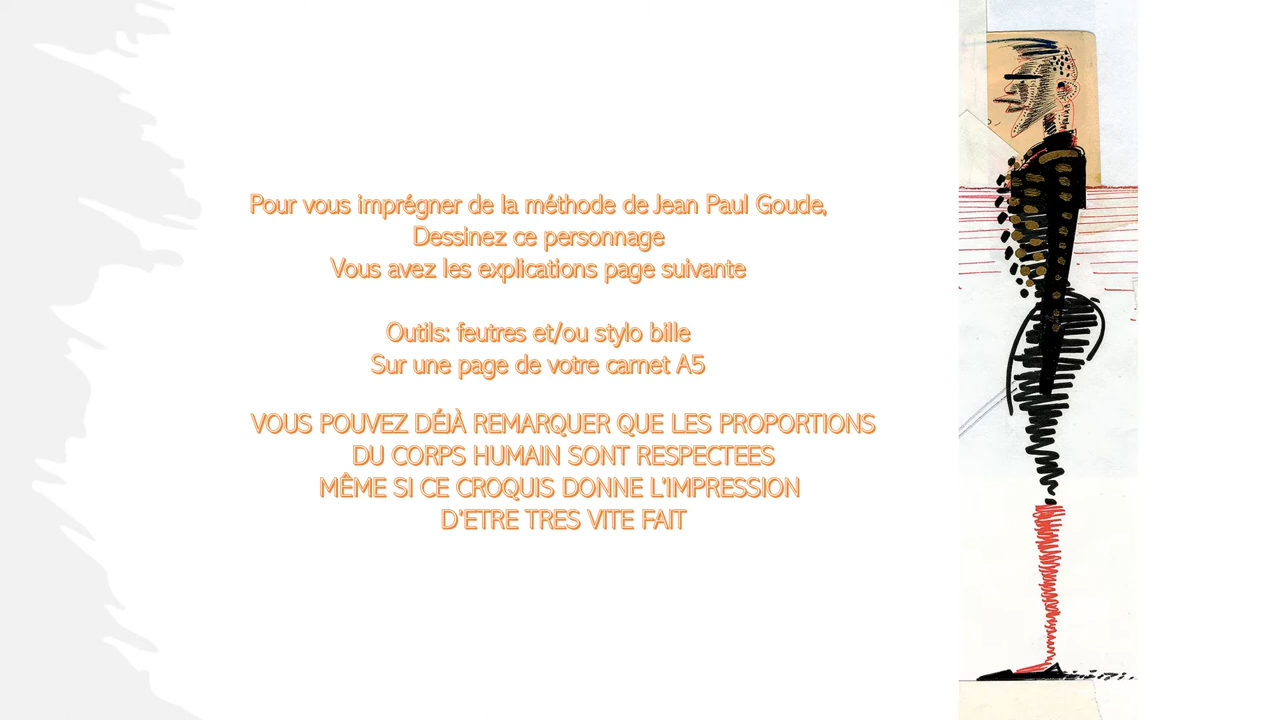 Pour vous imprégner de la méthode de Jean Paul Goude,
Dessinez ce personnage
Vous avez les explications page suivante
Outils: feutres et/ou stylo bille
Sur une page de votre carnet A5
VOUS POUVEZ DÉJÀ REMARQUER QUE LES PROPORTIONS
DU CORPS HUMAIN SONT RESPECTEES
MÊME SI CE CROQUIS DONNE L'IMPRESSION
D'ETRE TRES VITE FAIT